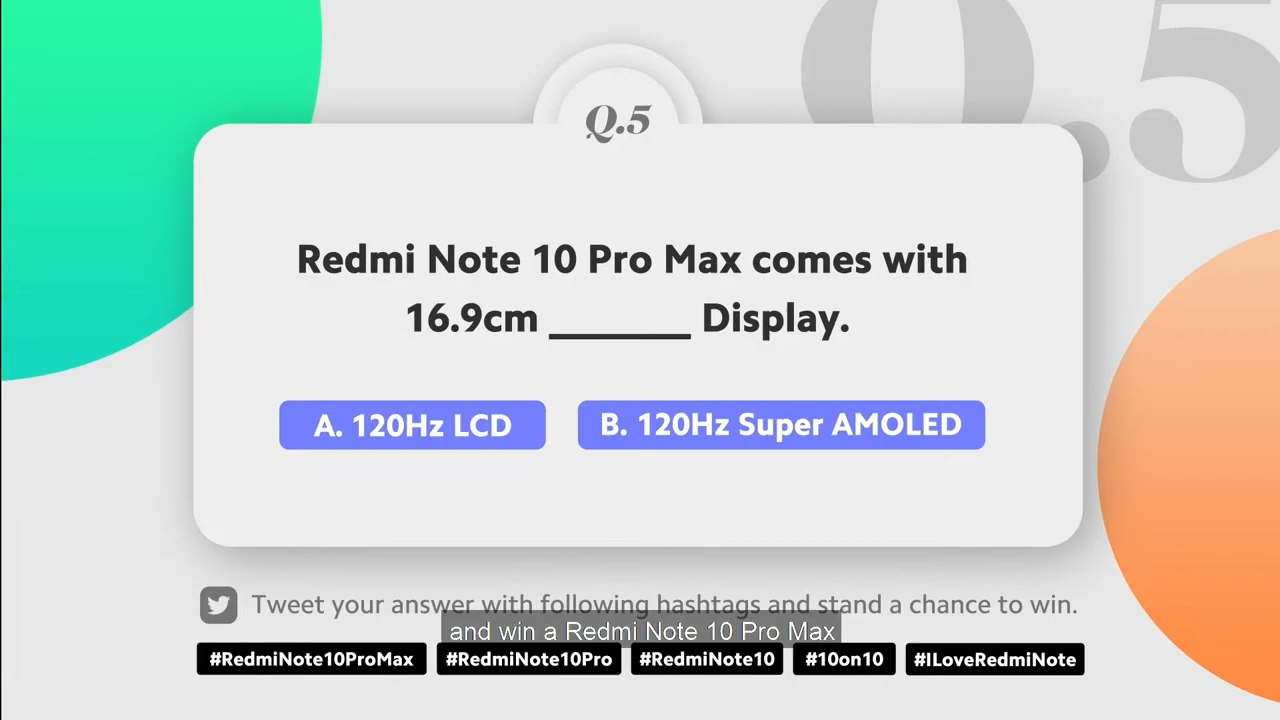 Q.5
Q.5
Redmi Note 10 Pro Max comes with
16.9cm _______ Display.
A. 120Hz LCD
B. 120Hz Super AMOLED
Tweet your answer with following hashtags and stand a chance to win.
and win a Redmi Note 10 Pro Max
#RedmiNote10ProMax #RedmiNote10Pro #RedmiNote10 #10on10 #ILoveRedmiNote